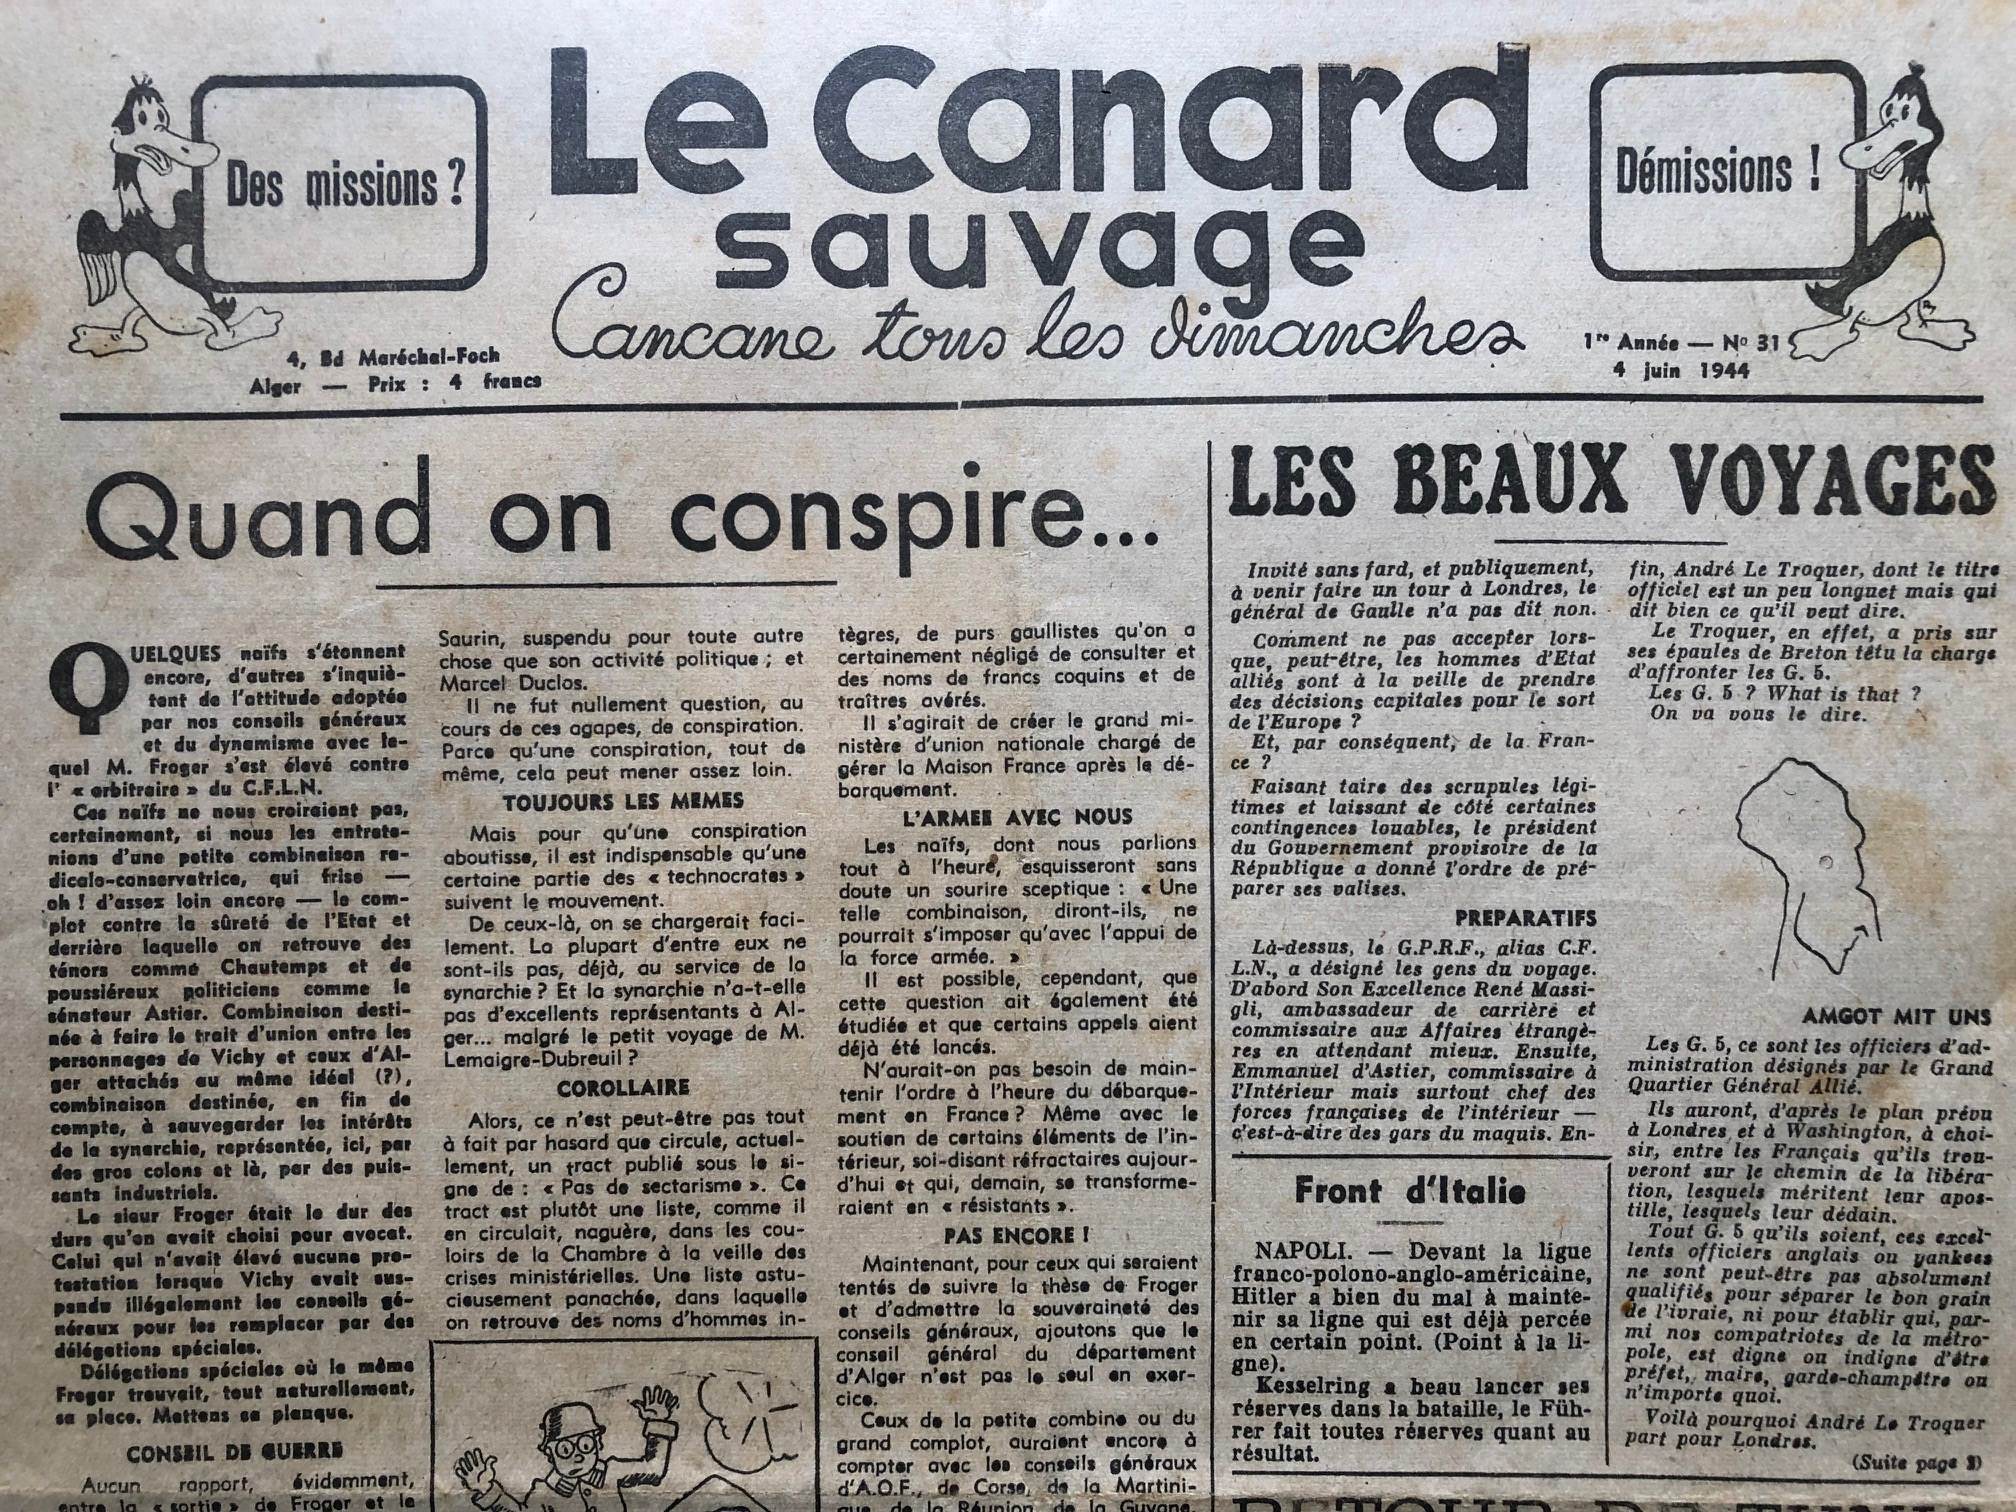 Des missions ?
Le Canard
sauvage
Cancane tous les dimanches
Démissions !
4, Bd Maréchal-Foch
Alger — Prix : 4 francs
1re Année — No 31
4 juin 1944
Quand on conspire...
QUELQUES naïfs s'étonnent
encore, d'autres s'inquiè-
tent de l'attitude adoptée
par nos conseils généraux
et du dynamisme avec le-
quel M. Froger s'est élevé contre
l' « arbitraire » du C.F.L.N.
Ces naïfs ne nous croiraient pas,
certainement, si nous les entrete-
nions d'une petite combinaison ra-
dicalo-conservatrice, qui frise —
oh ! d'assez loin encore — le com-
plot contre la sûreté de l'Etat et
derrière laquelle on retrouve des
ténors comme Chautemps et de
poussiéreux politiciens comme le
sénateur Astier. Combinaison desti-
née à faire le trait d'union entre les
personnages de Vichy et ceux d'Al-
ger attachés au même idéal (?),
combinaison destinée, en fin de
compte, à sauvegarder les intérêts
de la synarchie, représentée, ici, par
des gros colons et là, par des puis-
sants industriels.
Le sieur Froger était le dur des
durs qu'on avait choisi pour avocat.
Celui qui n'avait élevé aucune pro-
testation lorsque Vichy avait sus-
pendu illégalement les conseils gé-
néraux pour les remplacer par des
délégations spéciales.
Délégations spéciales où le même
Froger trouvait, tout naturellement,
sa place. Mettons sa planque.
CONSEIL DE GUERRE
Aucun rapport, évidemment,
entre la « sortie » de Froger et le
Saurin, suspendu pour toute autre
chose que son activité politique ; et
Marcel Duclos.
Il ne fut nullement question, au
cours de ces agapes, de conspiration.
Parce qu'une conspiration, tout de
même, cela peut mener assez loin.
TOUJOURS LES MEMES
Mais pour qu'une conspiration
aboutisse, il est indispensable qu'une
certaine partie des « technocrates »
suivent le mouvement.
De ceux-là, on se chargerait faci-
lement. La plupart d'entre eux ne
sont-ils pas, déjà, au service de la
synarchie ? Et la synarchie n'a-t-elle
pas d'excellents représentants à Al-
ger... malgré le petit voyage de M.
Lemaigre-Dubreuil ?
COROLLAIRE
Alors, ce n'est peut-être pas tout
à fait par hasard que circule, actuel-
lement, un tract publié sous le si-
gne de : « Pas de sectarisme ». Ce
tract est plutôt une liste, comme il
en circulait, naguère, dans les cou-
loirs de la Chambre à la veille des
crises ministérielles. Une liste astu-
cieusement panachée, dans laquelle
on retrouve des noms d'hommes in-
tègres, de purs gaullistes qu'on a
certainement négligé de consulter et
des noms de francs coquins et de
traîtres avérés.
Il s'agirait de créer le grand mi-
nistère d'union nationale chargé de
gérer la Maison France après le dé-
barquement.
L'ARMEE AVEC NOUS
Les naïfs, dont nous parlions
tout à l'heure, esquisseront sans
doute un sourire sceptique : « Une
telle combinaison, diront-ils, ne
pourrait s'imposer qu'avec l'appui de
la force armée. »
Il est possible, cependant, que
cette question ait également été
étudiée et que certains appels aient
déjà été lancés.
N'aurait-on pas besoin de main-
tenir l'ordre à l'heure du débarque-
ment en France ? Même avec le
soutien de certains éléments de l'in-
térieur, soi-disant réfractaires aujour-
d'hui et qui, demain, se transforme-
raient en « résistants ».
PAS ENCORE !
Maintenant, pour ceux qui seraient
tentés de suivre la thèse de Froger
et d'admettre la souveraineté des
conseils généraux, ajoutons que le
conseil général du département
d'Alger n'est pas le seul en exer-
cice.
Ceux de la petite combine ou du
grand complot, auraient encore à
compter avec les conseils généraux
d'A.O.F., de Corse, de la Martini-
que, de la Réunion, de la Guyane,
LES BEAUX VOYAGES
Invité sans fard, et publiquement,
à venir faire un tour à Londres, le
général de Gaulle n'a pas dit non.
Comment ne pas accepter lors-
que, peut-être, les hommes d'Etat
alliés sont à la veille de prendre
des décisions capitales pour le sort
de l'Europe ?
Et, par conséquent, de la Fran-
ce ?
Faisant taire des scrupules légi-
times et laissant de côté certaines
contingences louables, le président
du Gouvernement provisoire de la
République a donné l'ordre de pré-
parer ses valises.
PREPARATIFS
Là-dessus, le G.P.R.F., alias C.F.
L.N., a désigné les gens du voyage.
D'abord Son Excellence René Massi-
gli, ambassadeur de carrière et
commissaire aux Affaires étrangè-
res en attendant mieux. Ensuite,
Emmanuel d'Astier, commissaire à
l'Intérieur mais surtout chef des
forces françaises de l'intérieur —
c'est-à-dire des gars du maquis. En-
fin, André Le Troquer, dont le titre
officiel est un peu longuet mais qui
dit bien ce qu'il veut dire.
Le Troquer, en effet, a pris sur
ses épaules de Breton têtu la charge
d'affronter les G. 5.
Les G. 5 ? What is that ?
On va vous le dire.
AMGOT MIT UNS
Les G. 5, ce sont les officiers d'ad-
ministration désignés par le Grand
Quartier Général Allié.
Ils auront, d'après le plan prévu
à Londres et à Washington, à choi-
sir, entre les Français qu'ils trou-
veront sur le chemin de la libéra-
tion, lesquels méritent leur apos-
tille, lesquels leur dédain.
Tout G. 5 qu'ils soient, ces excel-
lents officiers anglais ou yankees
ne sont peut-être pas absolument
qualifiés pour séparer le bon grain
de l'ivraie, ni pour établir qui, par-
mi nos compatriotes de la métro-
pole, est digne ou indigne d'être
préfet, maire, garde-champêtre ou
n'importe quoi.
Voilà pourquoi André Le Troquer
part pour Londres.
(Suite page 3)
Front d'Italie
NAPOLI. — Devant la ligue
franco-polono-anglo-américaine,
Hitler a bien du mal à mainte-
nir sa ligne qui est déjà percée
en certain point. (Point à la li-
gne).
Kesselring a beau lancer ses
réserves dans la bataille, le Füh-
rer fait toutes réserves quant au
résultat.